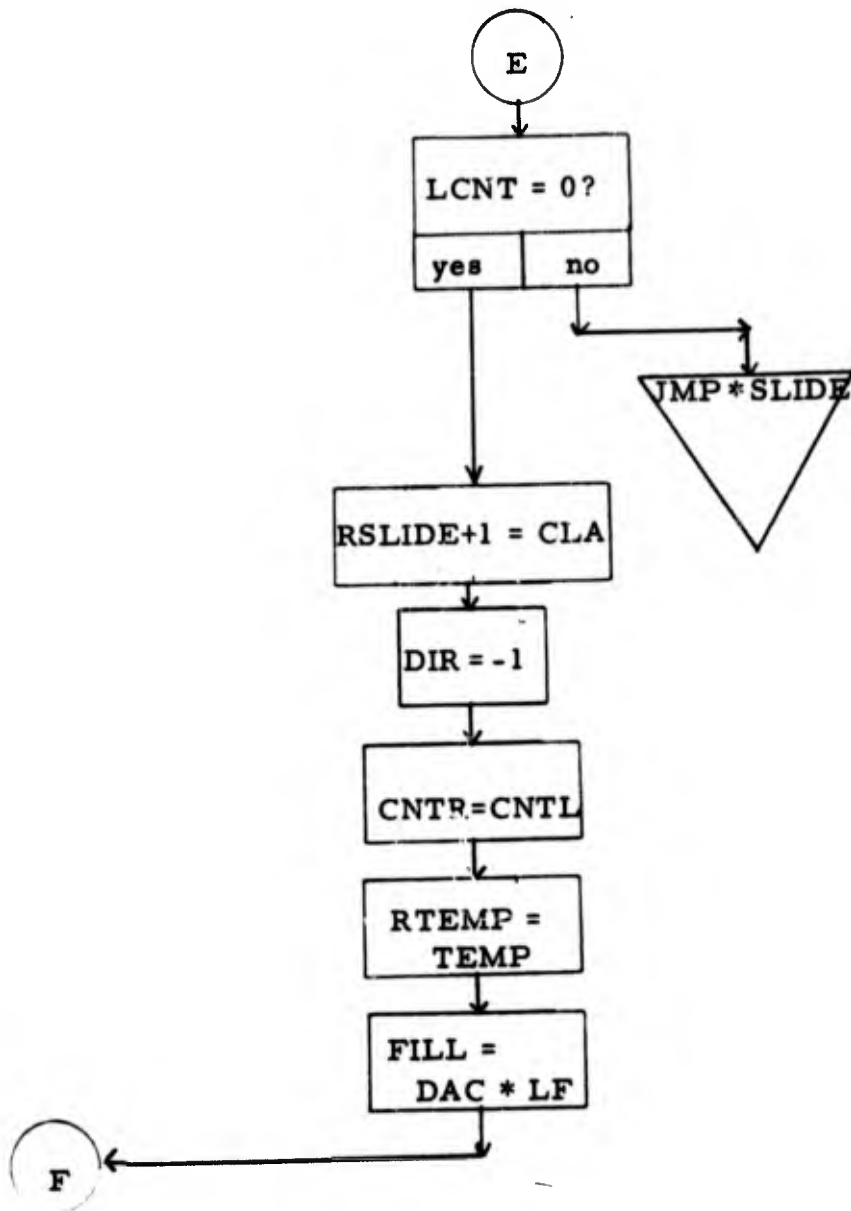 E
LCNT = 0?
yes no
JMP * SLIDE
RSLIDE+1 = CLA
DIR = -1
CNTR=CNTL
RTEMP =
TEMP
FILL =
DAC * LF
F